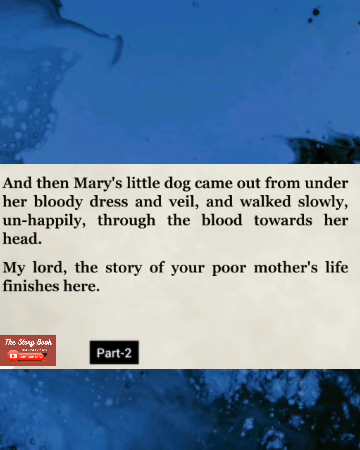 And then Mary's little dog came out from under
her bloody dress and veil, and walked slowly,
un-happily, through the blood towards her
head.
My lord, the story of your poor mother's life
finishes here.
The Story Book
Part-2